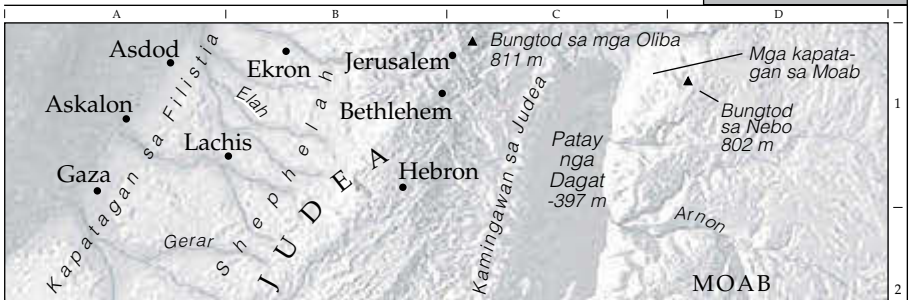 A B C D
Asdod
Ekron
Jerusalem
Bungtod sa mga Oliba
811 m
Mga kapata-
gan sa Moab
Askalon
Elah
Bethlehem
1
Bungtod
sa Nebo
802 m
Kapatagan sa Filistia
Lachis
Shephelah
Gaza
Hebron
Patay
nga
Dagat
-397 m
Kamingawan sa Judea
JUDEA
Gerar
Arnon
MOAB
2